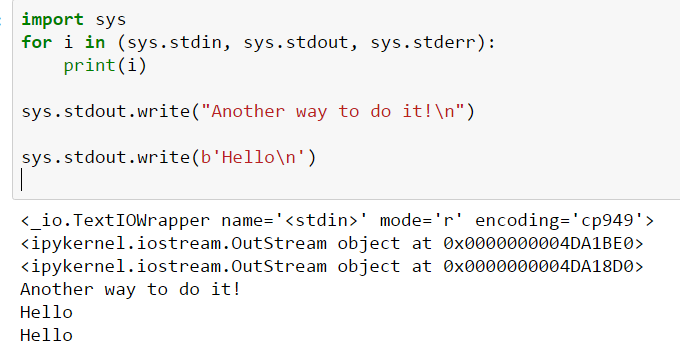 import sys
for i in (sys.stdin, sys.stdout, sys.stderr):
    print(i)
sys.stdout.write("Another way to do it!\n")
sys.stdout.write(b'Hello\n')
<_io.TextIOWrapper name='<stdin>' mode='r' encoding='cp949'>
<ipykernel.iostream.OutStream object at 0x0000000004DA1BE0>
<ipykernel.iostream.OutStream object at 0x0000000004DA18D0>
Another way to do it!
Hello
Hello